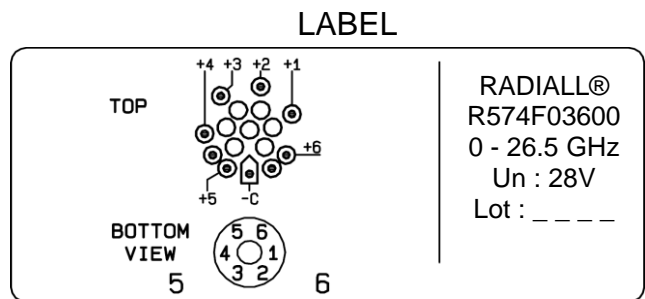 LABEL
+4 +3 +2 +1
TOP
+6
+5 -C
BOTTOM
VIEW
5 6
4 1
3 2
5 6
RADIALL®
R574F03600
0 - 26.5 GHz
Un : 28V
Lot : _ _ _ _